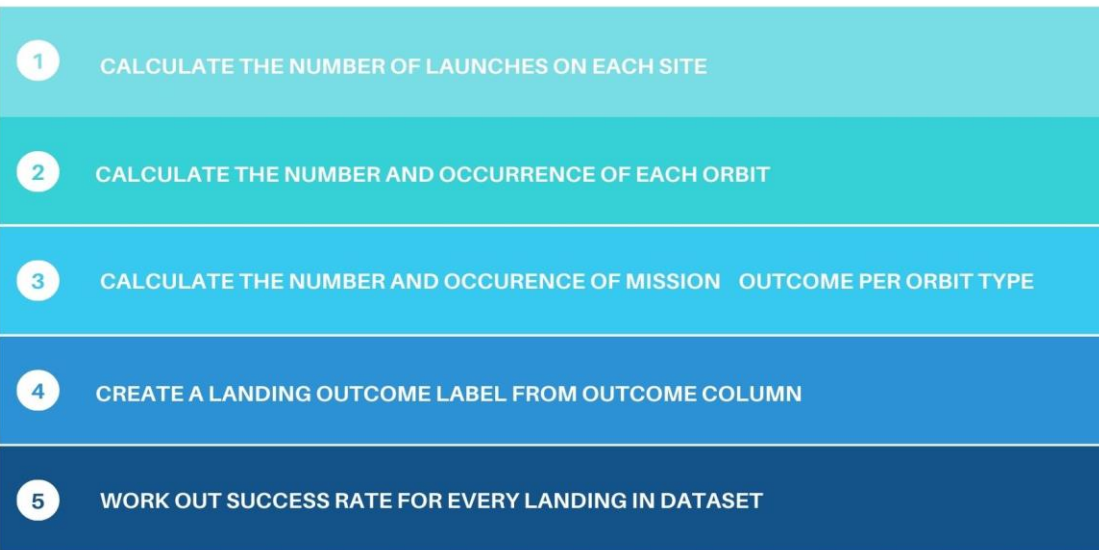 1 CALCULATE THE NUMBER OF LAUNCHES ON EACH SITE
2 CALCULATE THE NUMBER AND OCCURRENCE OF EACH ORBIT
3 CALCULATE THE NUMBER AND OCCURENCE OF MISSION OUTCOME PER ORBIT TYPE
4 CREATE A LANDING OUTCOME LABEL FROM OUTCOME COLUMN
5 WORK OUT SUCCESS RATE FOR EVERY LANDING IN DATASET